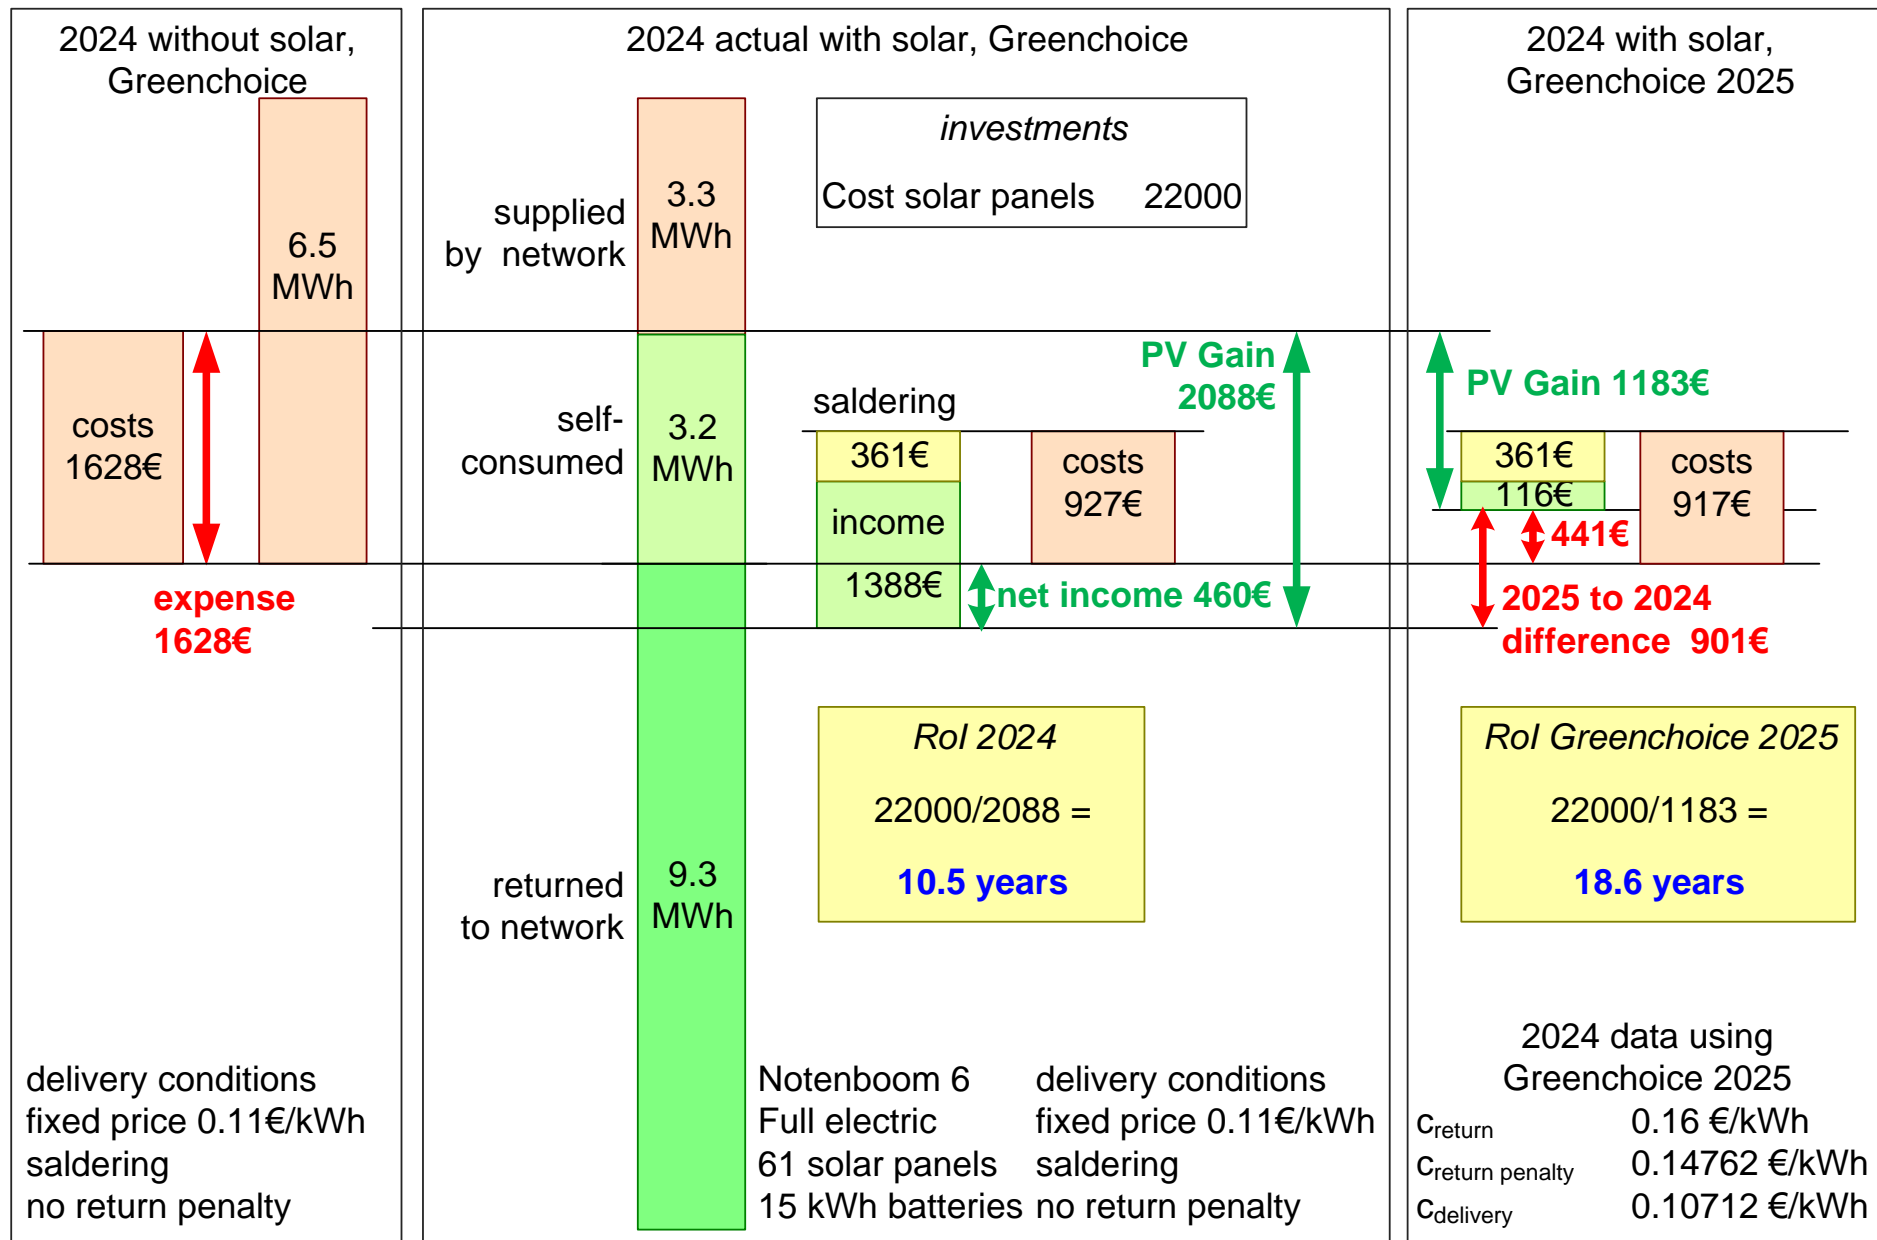 2024 without solar,
Greenchoice
6.5
MWh
costs
1628€
expense
1628€
delivery conditions
fixed price 0.11€/kWh
saldering
no return penalty
2024 actual with solar, Greenchoice
supplied
by network
3.3
MWh
investments
Cost solar panels 22000
self-
consumed
3.2
MWh
saldering
361€
income
1388€
costs
927€
PV Gain
2088€
net income 460€
returned
to network
9.3
MWh
RoI 2024
22000/2088 =
10.5 years
Notenboom 6
Full electric
61 solar panels
15 kWh batteries
delivery conditions
fixed price 0.11€/kWh
saldering
no return penalty
2024 with solar,
Greenchoice 2025
PV Gain 1183€
361€
116€
costs
917€
441€
2025 to 2024
difference 901€
RoI Greenchoice 2025
22000/1183 =
18.6 years
2024 data using
Greenchoice 2025
Creturn 0.16 €/kWh
Creturn penalty 0.14762 €/kWh
Cdelivery 0.10712 €/kWh